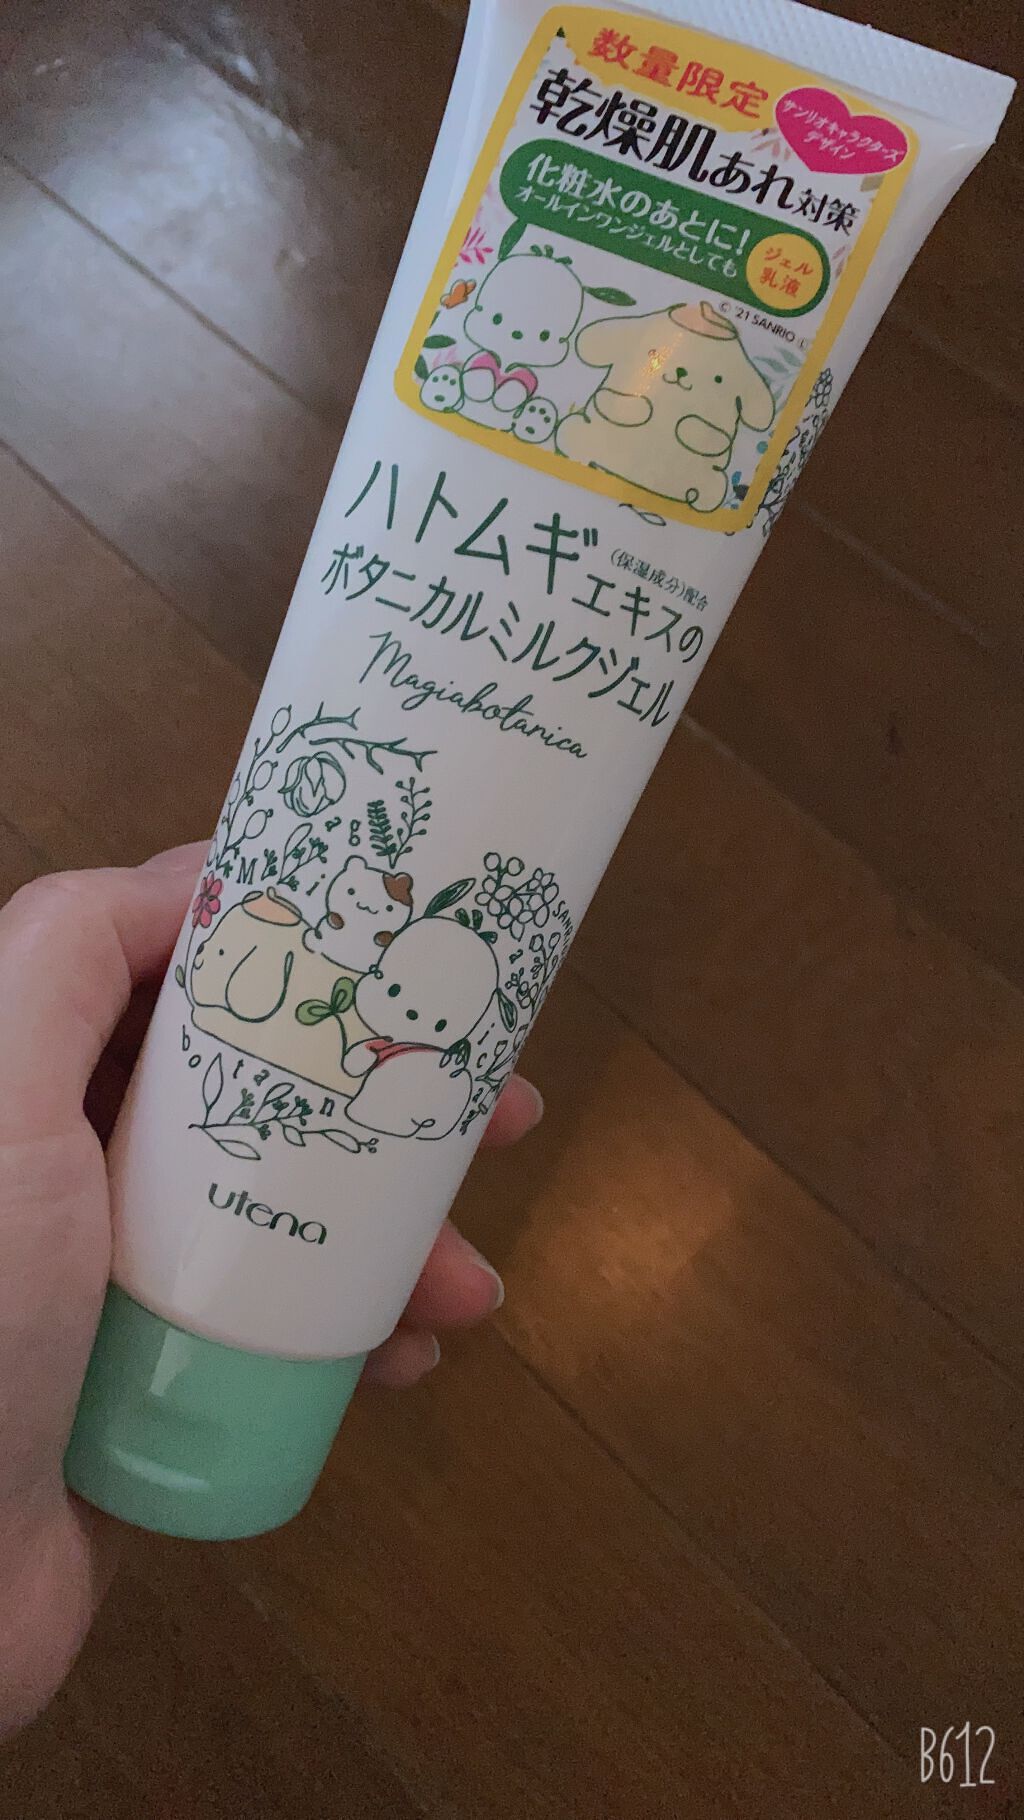 数量限定
サンリオキャラクターズ
デザイン
乾燥肌あれ対策
化粧水のあとに!
オールインワンジェルとしても
ジェル
乳液
© '21 SANRIO
ハトムギエキスの
(保湿成分)配合
ボタニカルミルクジェル
Magiabotanica
Magia
botanica
SANRIO
utena
B612